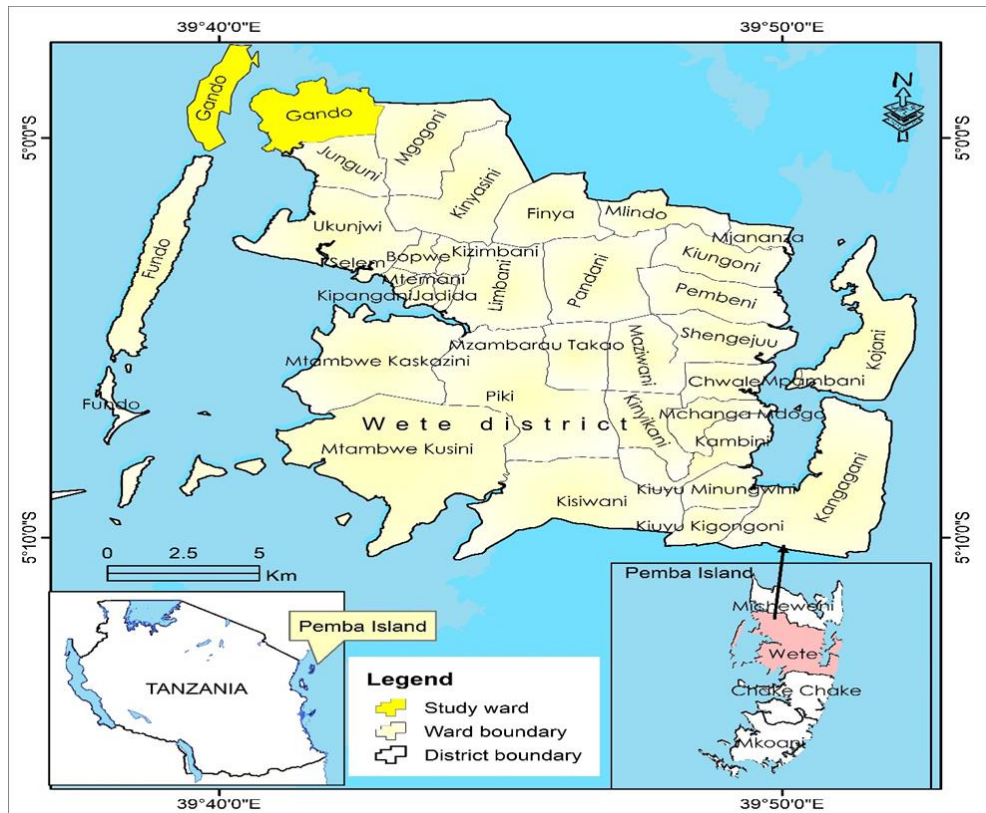 39°40'0"E
39°50'0"E
N
Gando
Gando
5°0'0"S
5°0'0"S
Mgogoni
Junguni
Kinyasini
Finya
Mlindo
Ukunjwi
Mjananza
Fundo
Selem
Bopwe
Kizimbani
Kiungoni
Mtemani
Limbani
Pandani
Kipangani
Jadida
Pembeni
Kojani
Shengejuu
Mtambwe Kaskazini
Mzambarau Takao
Maziwani
Chwale
Mpambani
Fundo
Piki
Kinyikani
Mchanga Mdogo
Wete district
Kambini
Mtambwe Kusini
Kangagani
Kisiwani
Kiuyu Minungwini
Kiuyu Kigongoni
5°10'0"S
5°10'0"S
0 2.5 5
Km
Pemba Island
Micheweni
Pemba Island
Wete
TANZANIA
Chake Chake
Mkoani
Legend
Study ward
Ward boundary
District boundary
39°40'0"E
39°50'0"E